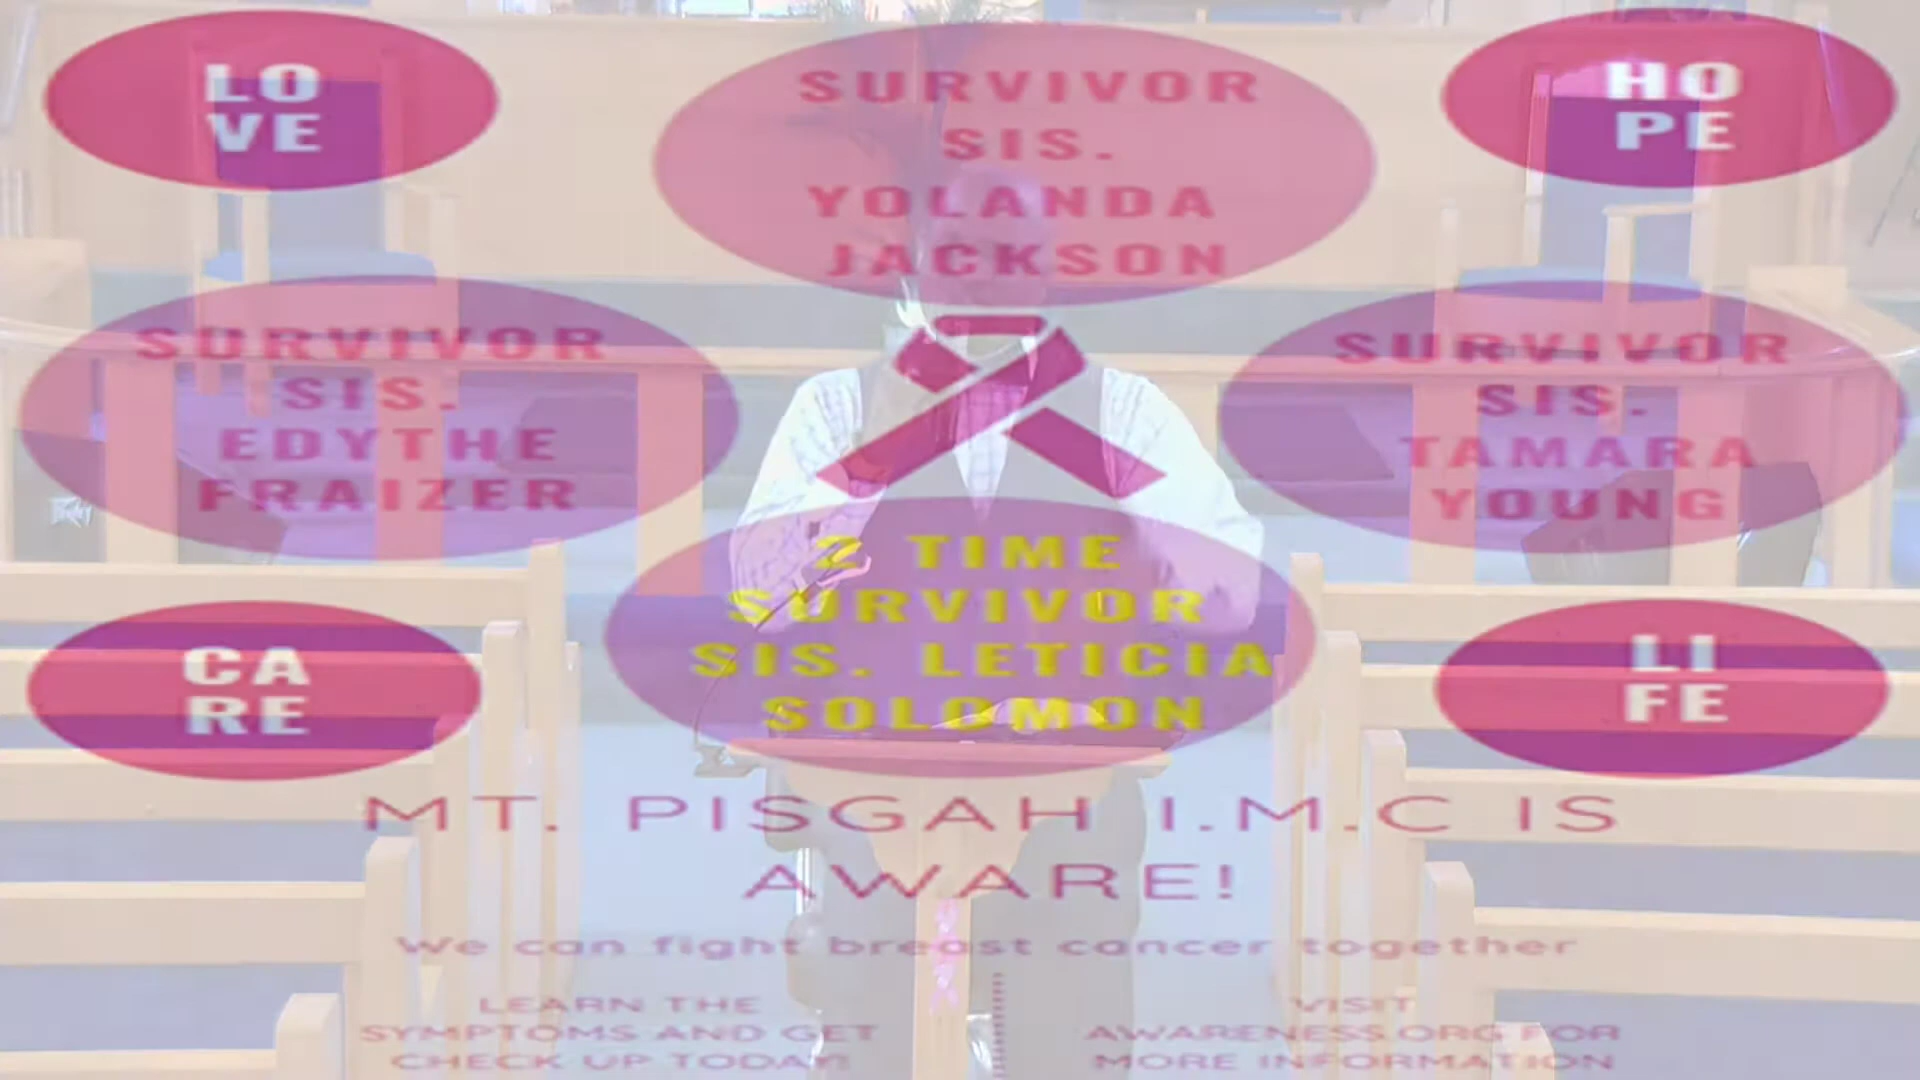 LO
VE
SURVIVOR
SIS.
YOLANDA
JACKSON
HO
PE
SURVIVOR
SIS.
EDYTHE
FRAIZER
SURVIVOR
SIS.
TAMARA
YOUNG
2 TIME
SURVIVOR
SIS. LETICIA
SOLOMON
CA
RE
LI
FE
MT. PISGAH I.M.C IS
AWARE!
We can fight breast cancer together
LEARN THE
SYMPTOMS AND GET
CHECK UP TODAY!
VISIT
AWARENESS.ORG FOR
MORE INFORMATION